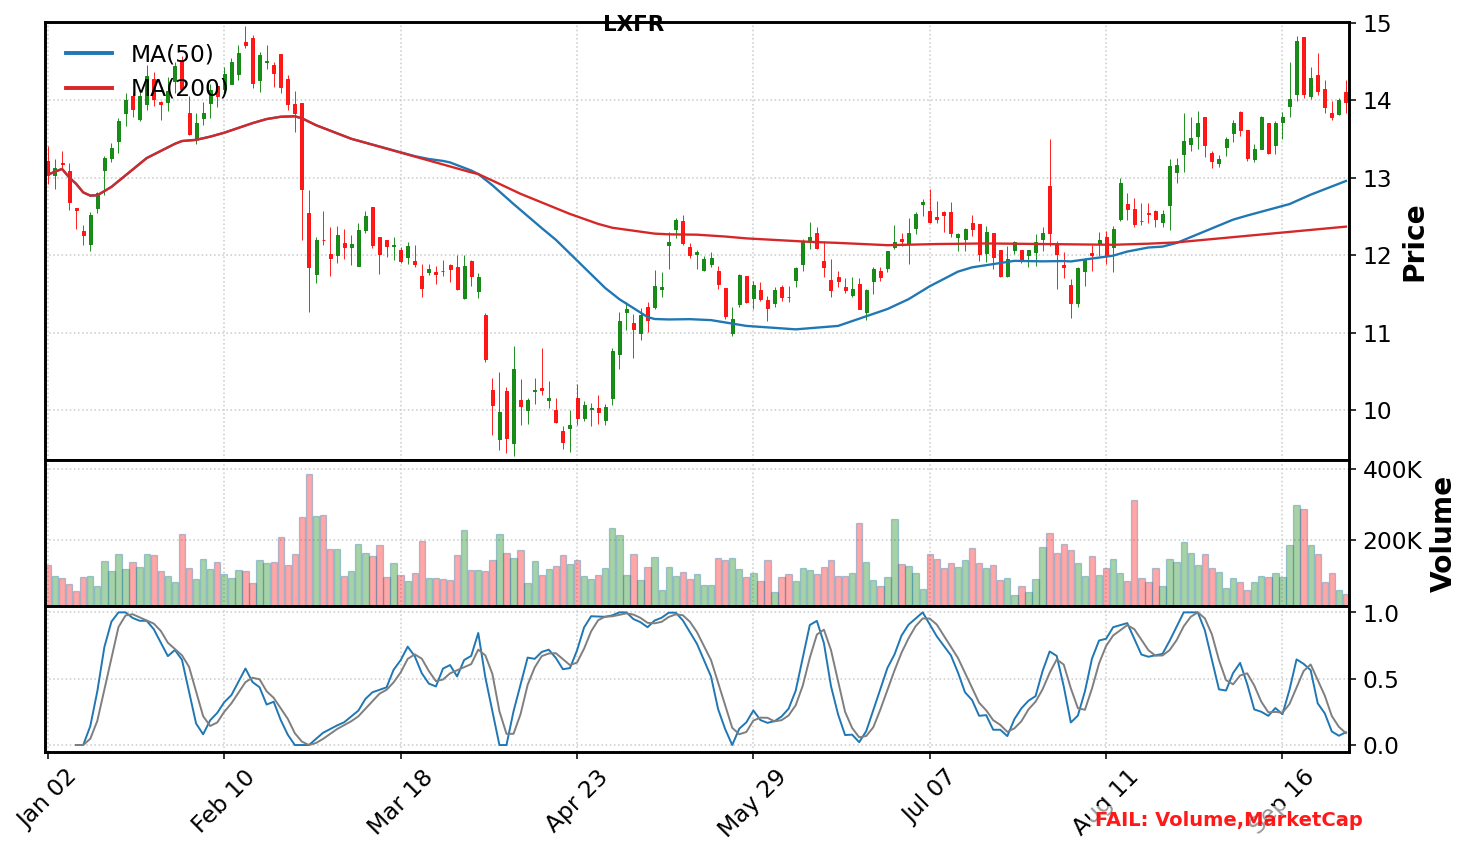 LXFR
MA(50)
MA(200)
15
14
13
12
11
10
Price
400K
200K
Volume
1.0
0.5
0.0
Jan 02
Feb 10
Mar 18
Apr 23
May 29
Jul 07
Aug 11
Sep 16
FAIL: Volume,MarketCap